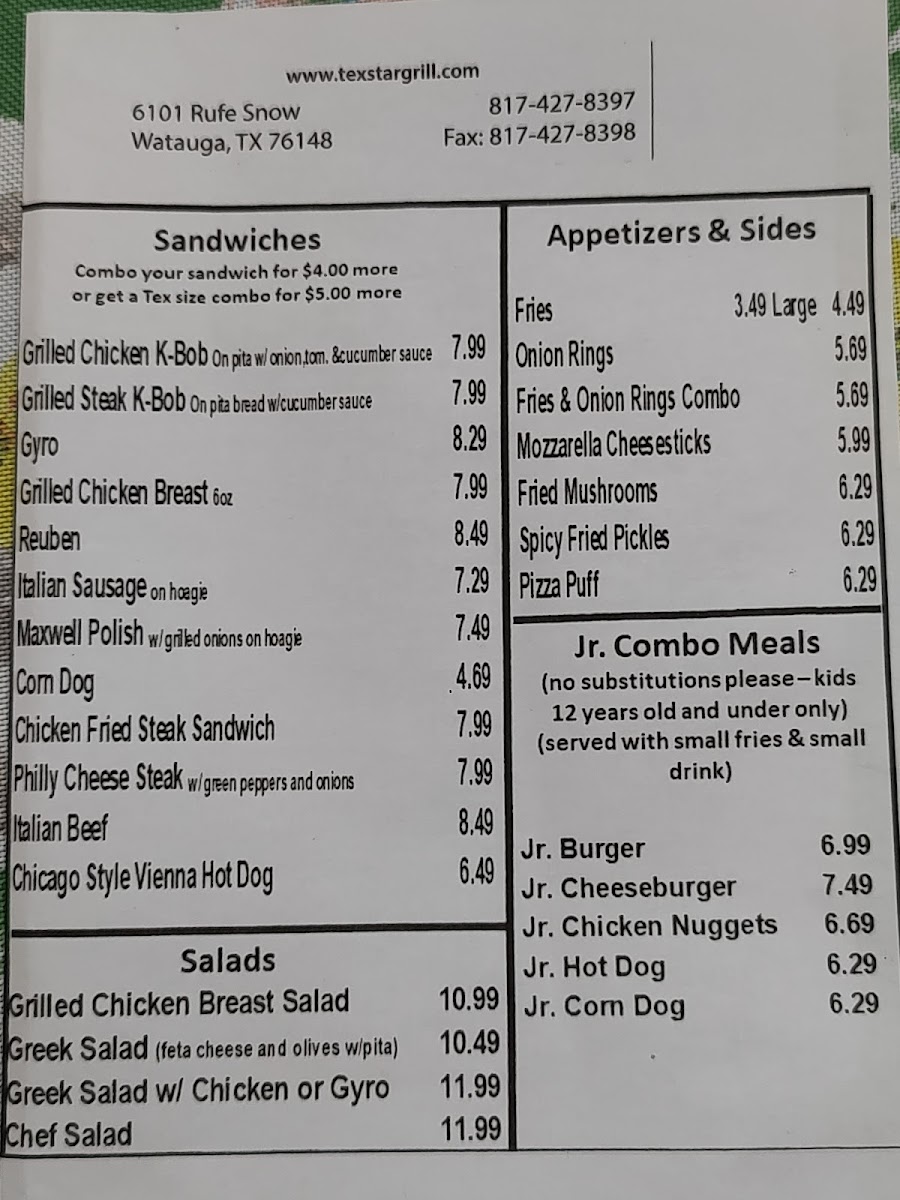 www.texstargrill.com
6101 Rufe Snow
Watauga, TX 76148
817-427-8397
Fax: 817-427-8398
Sandwiches
Combo your sandwich for $4.00 more
or get a Tex size combo for $5.00 more
Grilled Chicken K-Bob On pita w/ onion,tom. &cucumber sauce 7.99
Grilled Steak K-Bob On pita bread w/cucumber sauce 7.99
Gyro 8.29
Grilled Chicken Breast 6oz 7.99
Reuben 8.49
Italian Sausage on hoagie 7.29
Maxwell Polish w/grilled onions on hoagie 7.49
Corn Dog 4.69
Chicken Fried Steak Sandwich 7.99
Philly Cheese Steak w/green peppers and onions 7.99
Italian Beef 8.49
Chicago Style Vienna Hot Dog 6.49
Salads
Grilled Chicken Breast Salad 10.99
Greek Salad (feta cheese and olives w/pita) 10.49
Greek Salad w/ Chicken or Gyro 11.99
Chef Salad 11.99
Appetizers & Sides
Fries 3.49 Large 4.49
Onion Rings 5.69
Fries & Onion Rings Combo 5.69
Mozzarella Cheesesticks 5.99
Fried Mushrooms 6.29
Spicy Fried Pickles 6.29
Pizza Puff 6.29
Jr. Combo Meals
(no substitutions please–kids
12 years old and under only)
(served with small fries & small
drink)
Jr. Burger 6.99
Jr. Cheeseburger 7.49
Jr. Chicken Nuggets 6.69
Jr. Hot Dog 6.29
Jr. Corn Dog 6.29